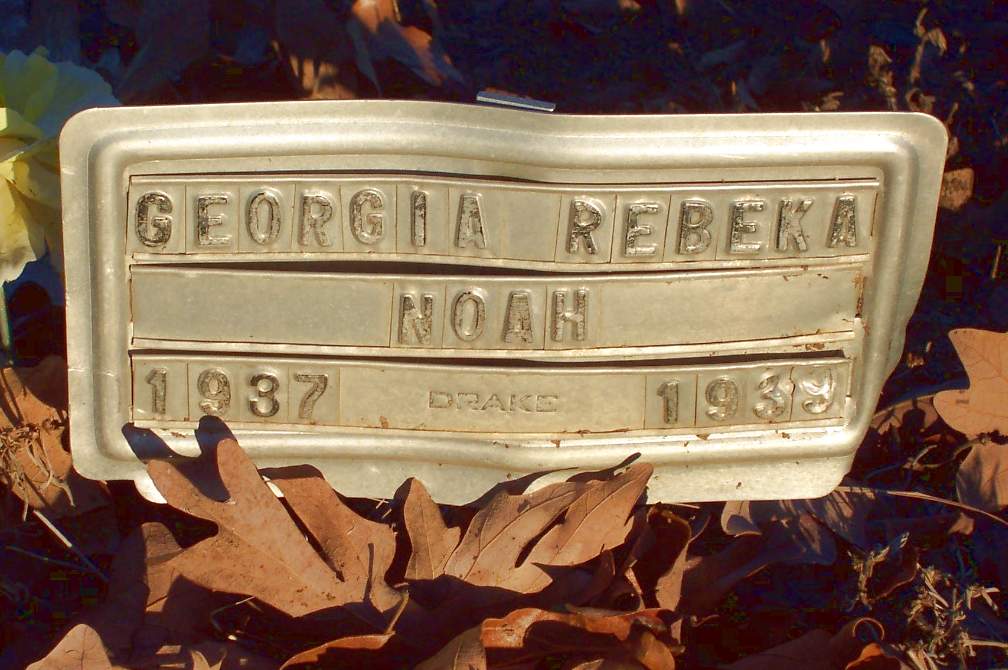 GEORGIA REBEKA
NOAH
1937 DRAKE 1939